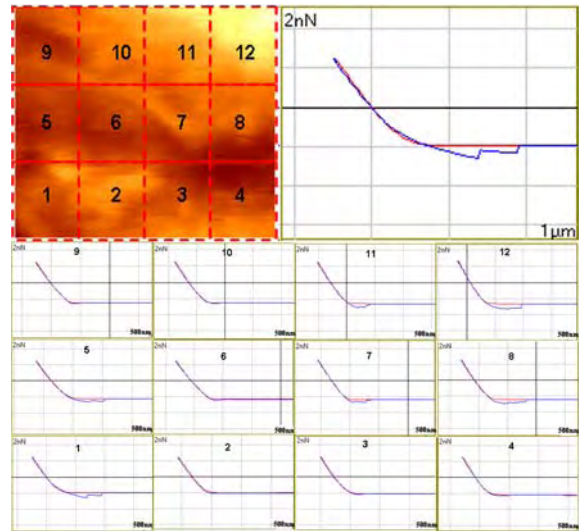 9 10 11 12
5 6 7 8
1 2 3 4
2nN
1μm
2nN 9 500nm
2nN 10 500nm
2nN 11 500nm
2nN 12 500nm
2nN 5 500nm
2nN 6 500nm
2nN 7 500nm
2nN 8 500nm
2nN 1 500nm
2nN 2 500nm
2nN 3 500nm
2nN 4 500nm